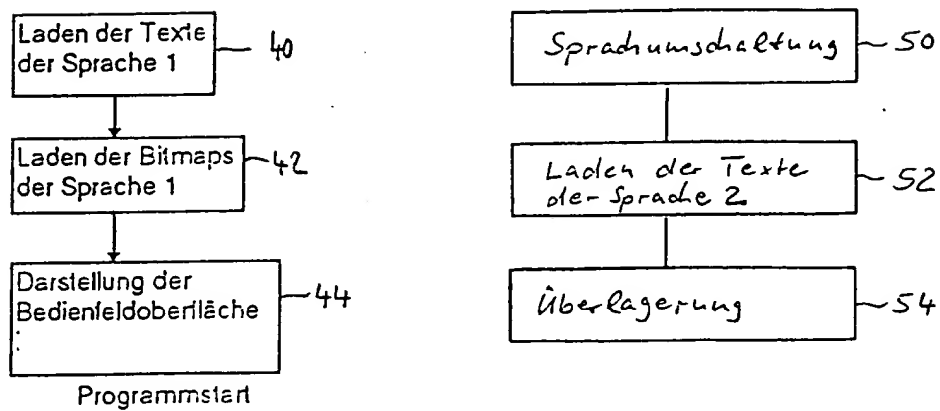 Laden der Texte
der Sprache 1
40
Laden der Bitmaps
der Sprache 1
42
Darstellung der
Bedienfeldoberfläche
44
Programmstart
Sprachumschaltung
50
Laden der Texte
der Sprache 2
52
Überlagerung
54